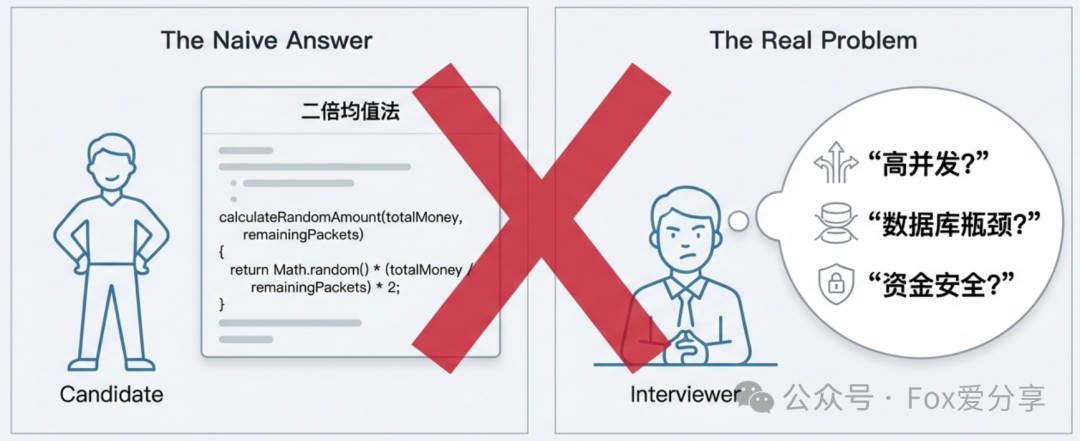 The Naive Answer
二倍均值法
calculateRandomAmount(totalMoney,
remainingPackets)
{
return Math.random() * (totalMoney /
remainingPackets) * 2;
}
Candidate
The Real Problem
“高并发?”
“数据库瓶颈?”
“资金安全?”
Interviewer
公众号 · Fox爱分享